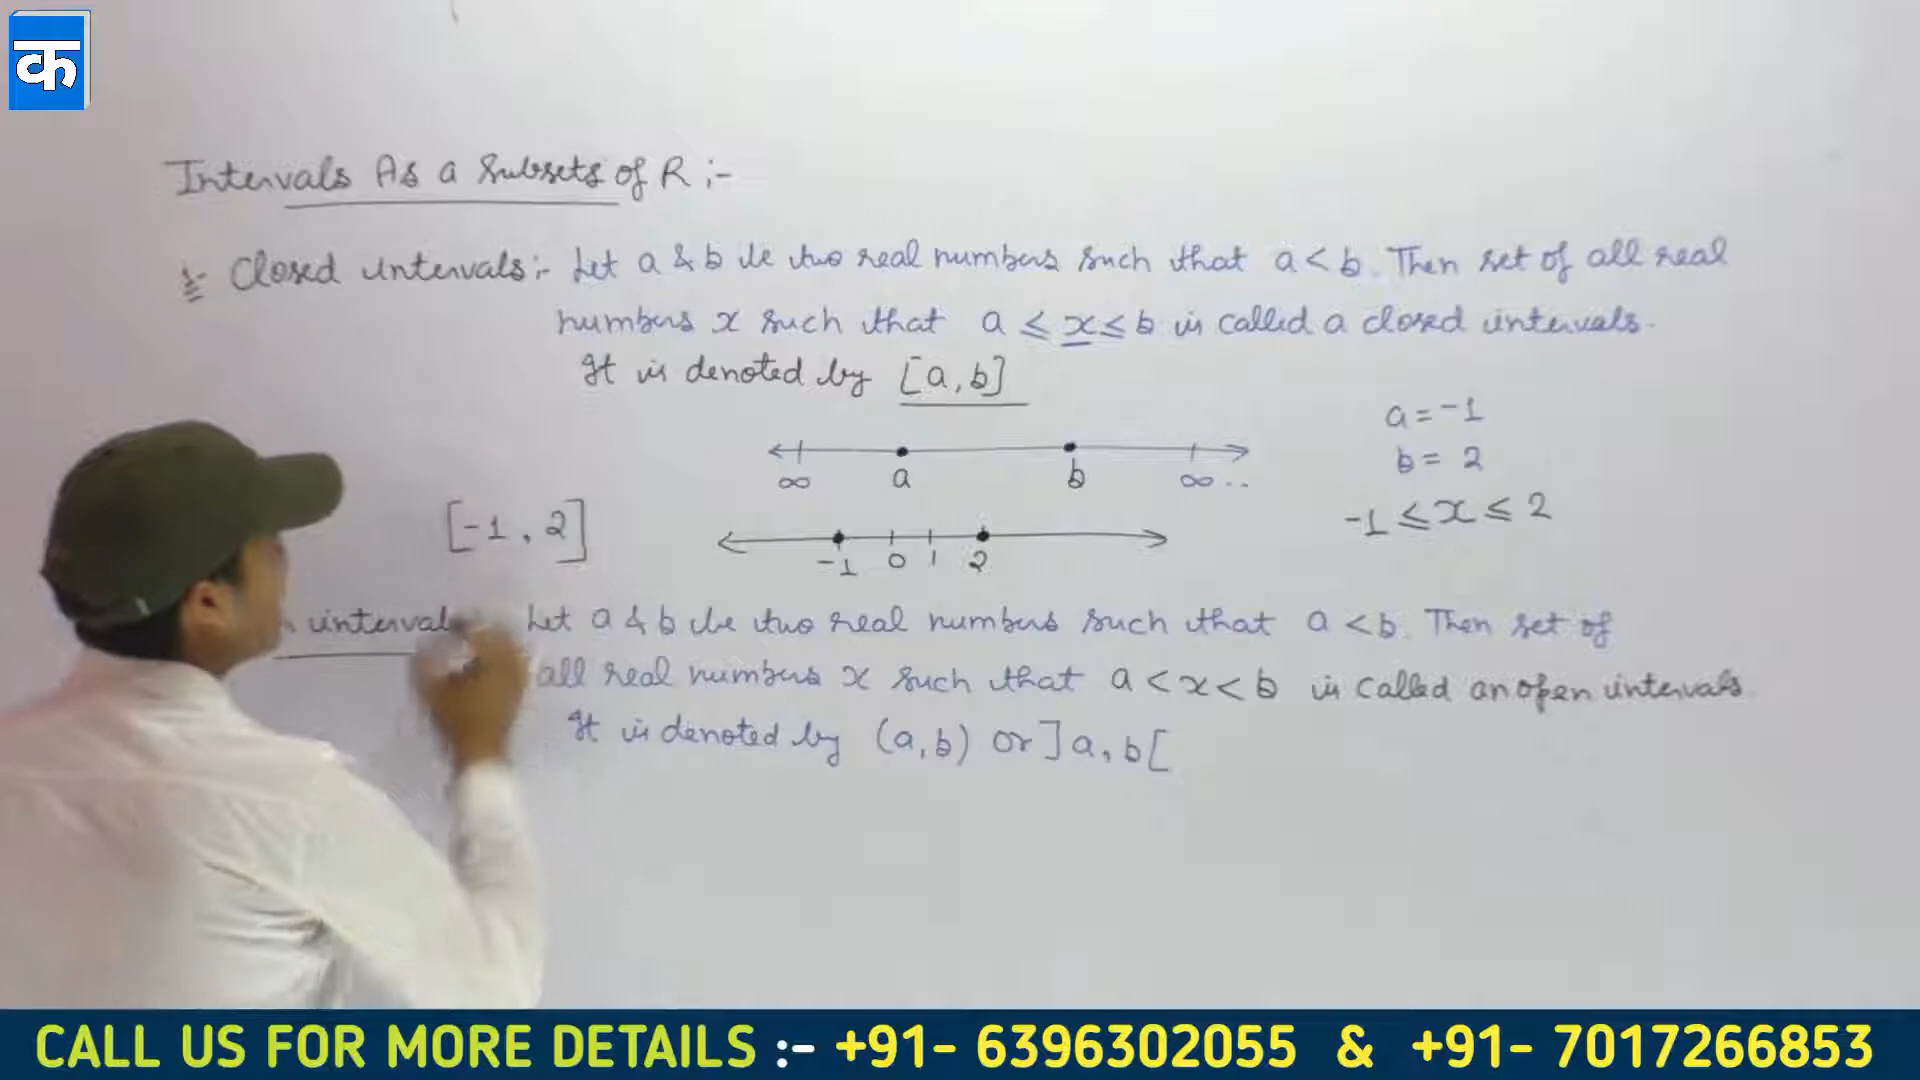 क
Intervals As a Subsets of R :-
Closed intervals :- Let a & b be two real numbers such that a < b. Then set of all real
numbers x such that a ≤ x ≤ b is called a closed intervals.
It is denoted by [a, b]
a = -1
b = 2
∞ a b ∞ ..
-1 ≤ x ≤ 2
[-1, 2]
-1 0 1 2
intervals Let a & b be two real numbers such that a < b. Then set of
all real numbers x such that a < x < b is called an open intervals
It is denoted by (a, b) or ]a, b[
CALL US FOR MORE DETAILS :- +91- 6396302055 & +91- 7017266853